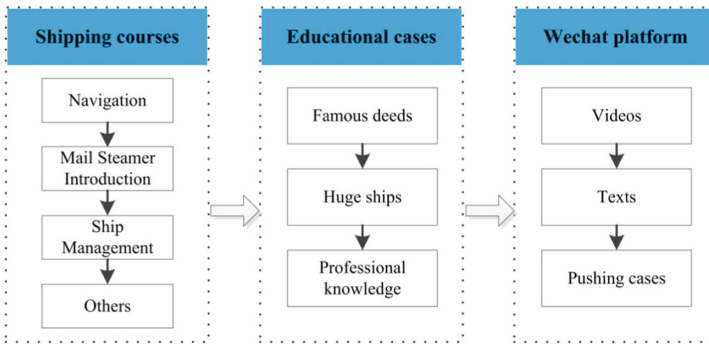 Shipping courses
Navigation
Mail Steamer
Introduction
Ship
Management
Others
Educational cases
Famous deeds
Huge ships
Professional
knowledge
Wechat platform
Videos
Texts
Pushing cases